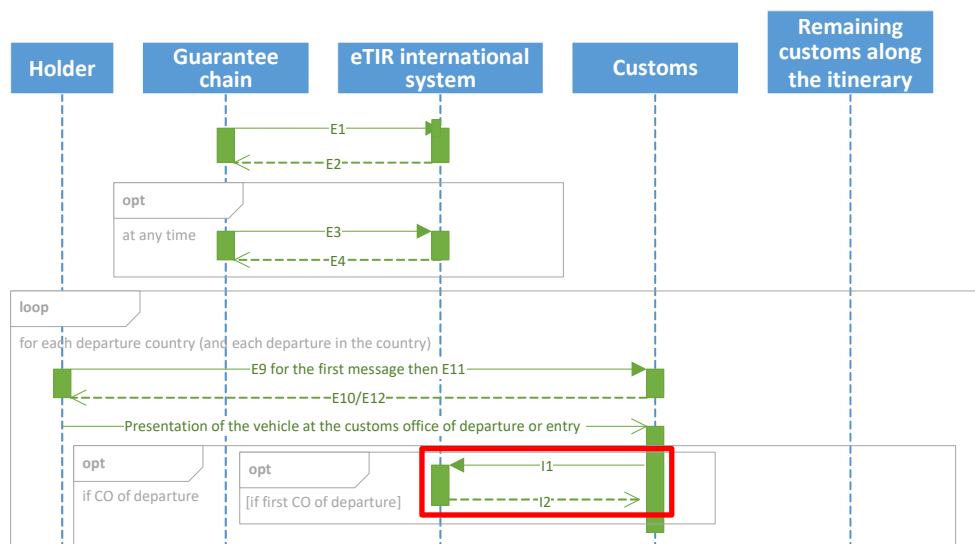 Holder
Guarantee
chain
eTIR international
system
Customs
Remaining
customs along
the itinerary
E1
E2
opt
at any time
E3
E4
loop
for each departure country (and each departure in the country)
E9 for the first message then E11
E10/E12
Presentation of the vehicle at the customs office of departure or entry
opt
if CO of departure
opt
[if first CO of departure]
I1
I2